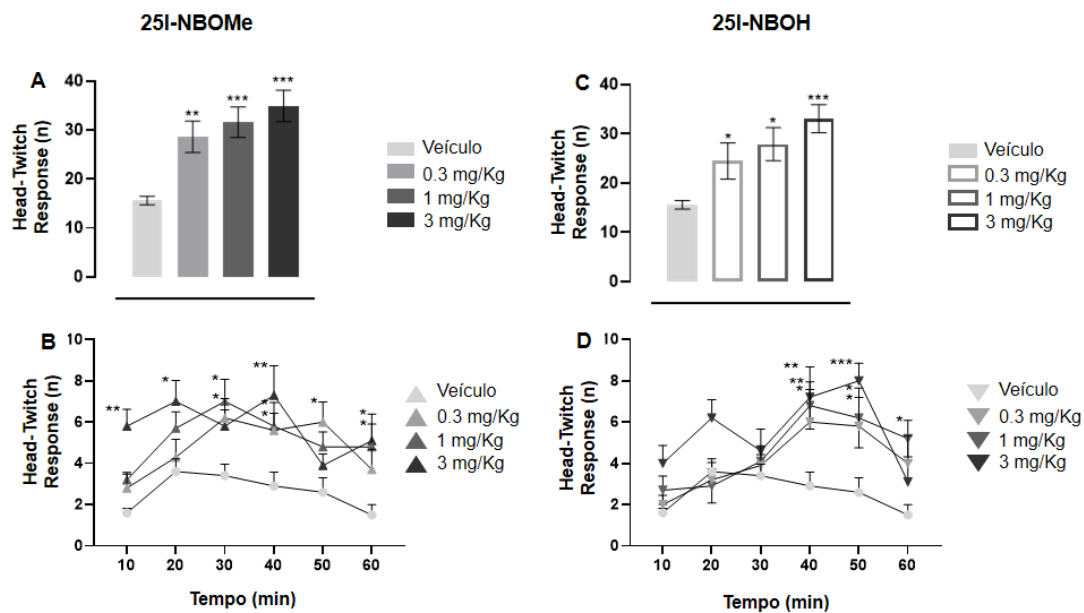 25I-NBOMe
25I-NBOH
A
Head-Twitch
Response (n)
40
30
20
10
0
**
***
***
Veículo
0.3 mg/Kg
1 mg/Kg
3 mg/Kg
C
Head-Twitch
Response (n)
40
30
20
10
0
*
*
***
Veículo
0.3 mg/Kg
1 mg/Kg
3 mg/Kg
B
Head-Twitch
Response (n)
10
8
6
4
2
0
**
*
*
*
**
*
*
*
*
*
10 20 30 40 50 60
Tempo (min)
Veículo
0.3 mg/Kg
1 mg/Kg
3 mg/Kg
D
Head-Twitch
Response (n)
10
8
6
4
2
0
**
**
*
***
*
*
*
10 20 30 40 50 60
Tempo (min)
Veículo
0.3 mg/Kg
1 mg/Kg
3 mg/Kg